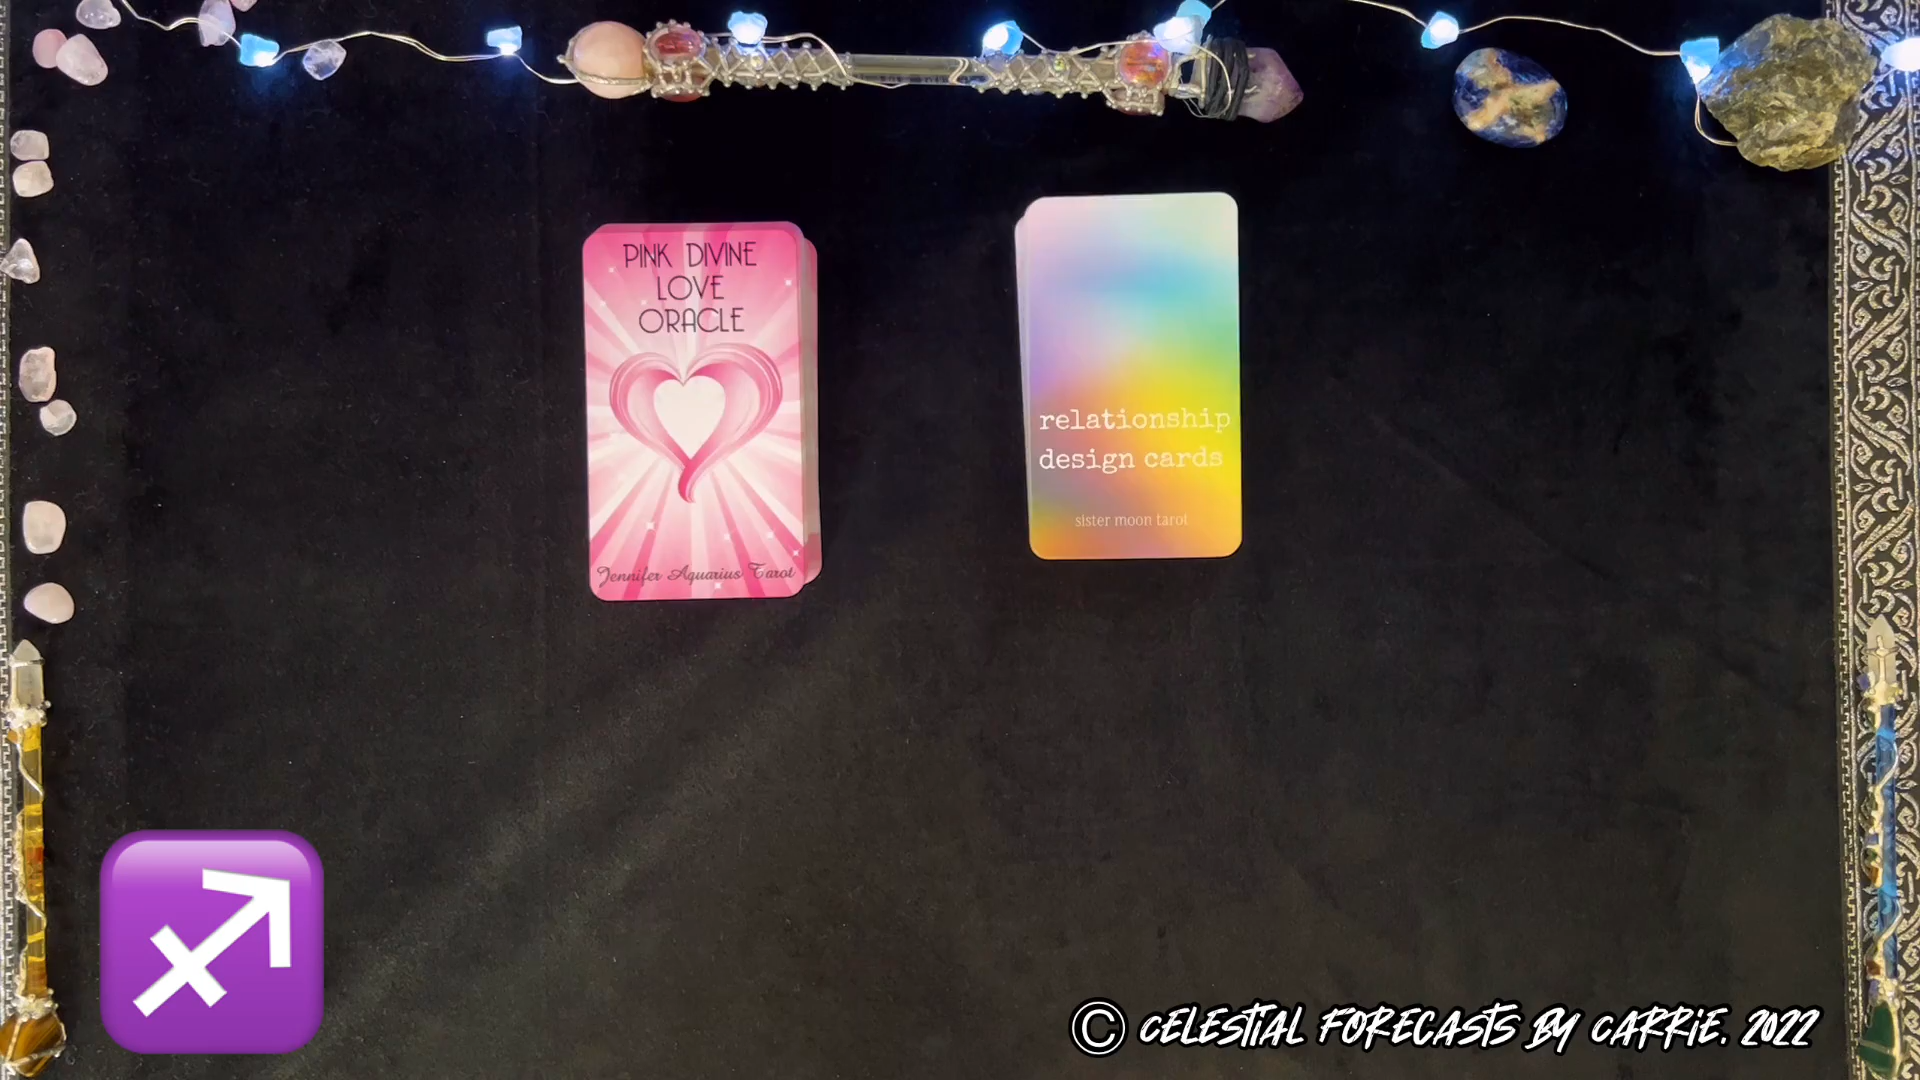 PINK DIVINE
LOVE
ORACLE
Jennifer Aquarius Tarot
relationship
design cards
sister moon tarot
© CELESTIAL FORECASTS BY CARRIE. 2022